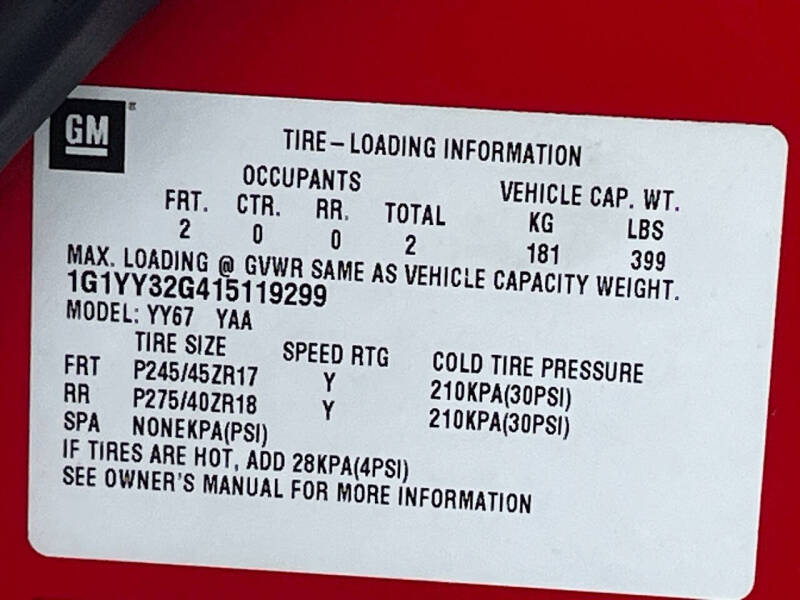 GM
TIRE-LOADING INFORMATION
OCCUPANTS VEHICLE CAP. WT.
FRT. CTR. RR. TOTAL KG LBS
2 0 0 2 181 399
MAX. LOADING @ GVWR SAME AS VEHICLE CAPACITY WEIGHT.
1G1YY32G415119299
MODEL: YY67 YAA
TIRE SIZE SPEED RTG COLD TIRE PRESSURE
FRT P245/45ZR17 Y 210KPA(30PSI)
RR P275/40ZR18 Y 210KPA(30PSI)
SPA NONEKPA(PSI)
IF TIRES ARE HOT, ADD 28KPA(4PSI)
SEE OWNER'S MANUAL FOR MORE INFORMATION